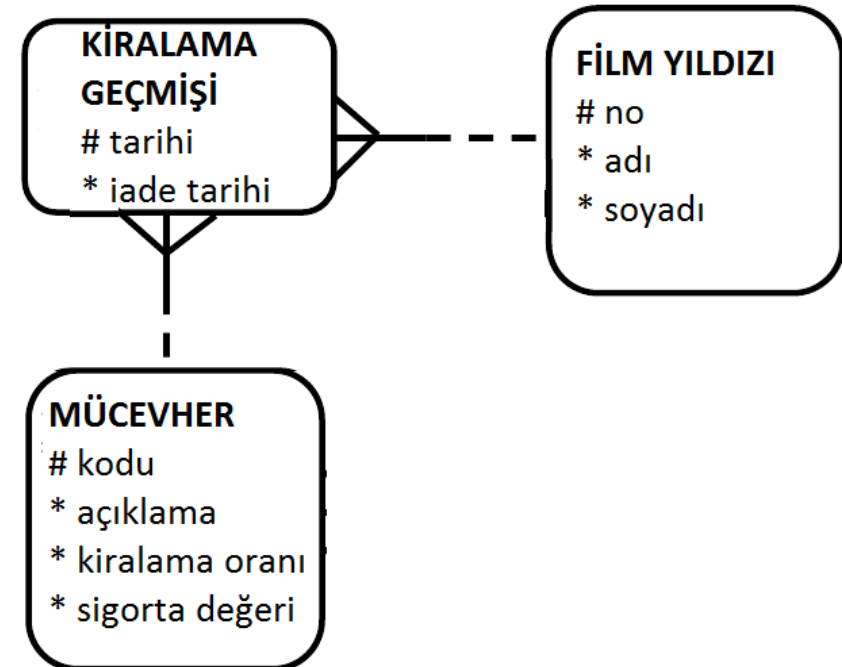 KİRALAMA
GEÇMİŞİ
# tarihi
* iade tarihi
FİLM YILDIZI
# no
* adı
* soyadı
MÜCEVHER
# kodu
* açıklama
* kiralama oranı
* sigorta değeri